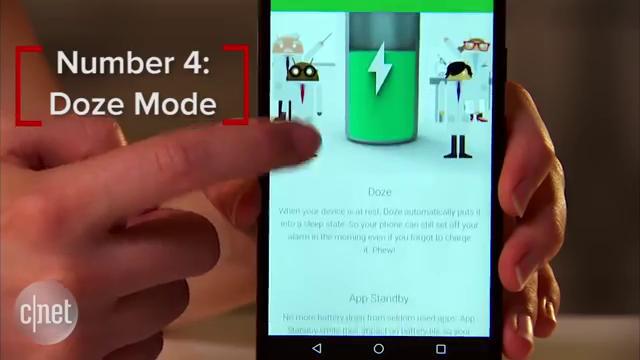 Number 4:
Doze Mode
Doze
When your device is at rest, Doze automatically puts it
into a sleep state. So your phone can still set off your
alarm in the morning even if you forgot to charge
it. Phew!
App Standby
No more battery drain from seldom used apps. App
Standby their impact on battery life, so your
c|net